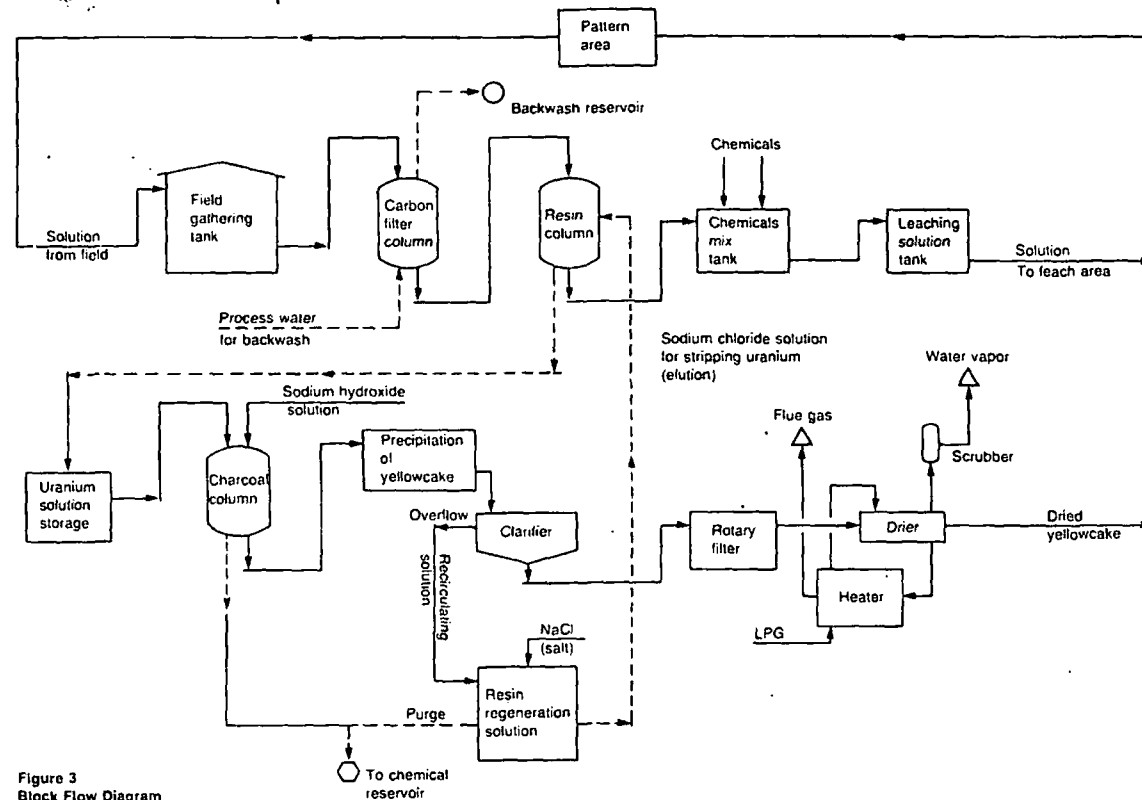 Pattern
area
Backwash reservoir
Chemicals
Field
gathering
tank
Carbon
filter
column
Resin
column
Chemicals
mix
tank
Leaching
solution
tank
Solution
from field
Solution
To feach area
Process water
for backwash
Sodium chloride solution
for stripping uranium
(elution)
Water vapor
Sodium hydroxide
solution
Flue gas
Scrubber
Uranium
solution
storage
Charcoal
column
Precipitation
of
yellowcake
Overflow
Clarifier
Rotary
filter
Drier
Dried
yellowcake
Recirculating
solution
Heater
LPG
NaCl
(salt)
Resin
regeneration
solution
Purge
To chemical
reservoir
Figure 3
Block Flow Diagram